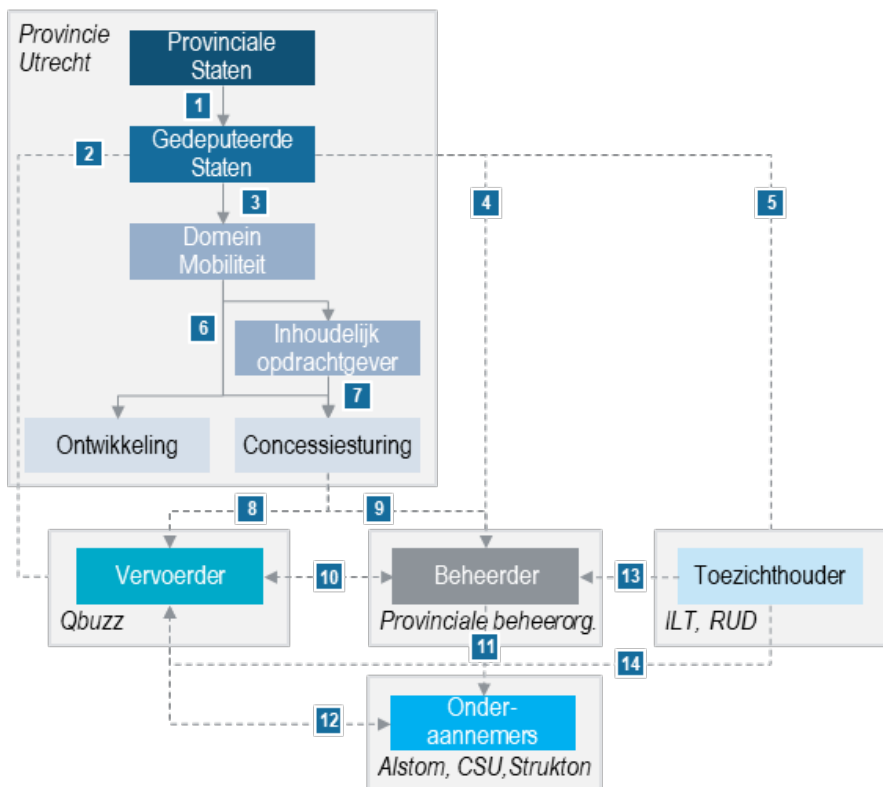 Provincie
Utrecht
Provinciale
Staten
1
2
Gedeputeerde
Staten
3
4
5
Domein
Mobiliteit
6
Inhoudelijk
opdrachtgever
7
Ontwikkeling
Concessiesturing
8
9
Vervoerder
10
Beheerder
13
Toezichthouder
Qbuzz
Provinciale beheerorg.
ILT, RUD
11
14
12
Onder-
aannemers
Alstom, CSU,Strukton